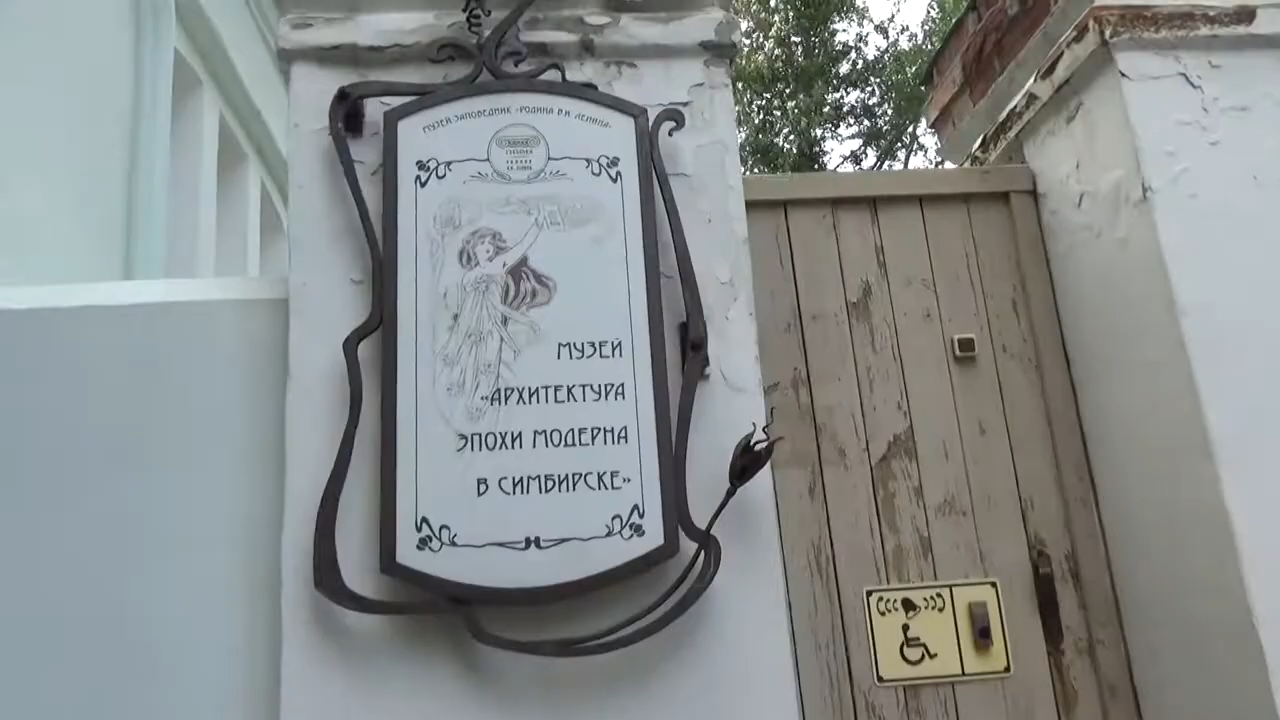 МУЗЕЙ-ЗАПОВЕДНИК «РОДИНА В.И. ЛЕНИНА»
МУЗЕЙ
«АРХИТЕКТУРА
ЭПОХИ МОДЕРНА
В СИМБИРСКЕ»